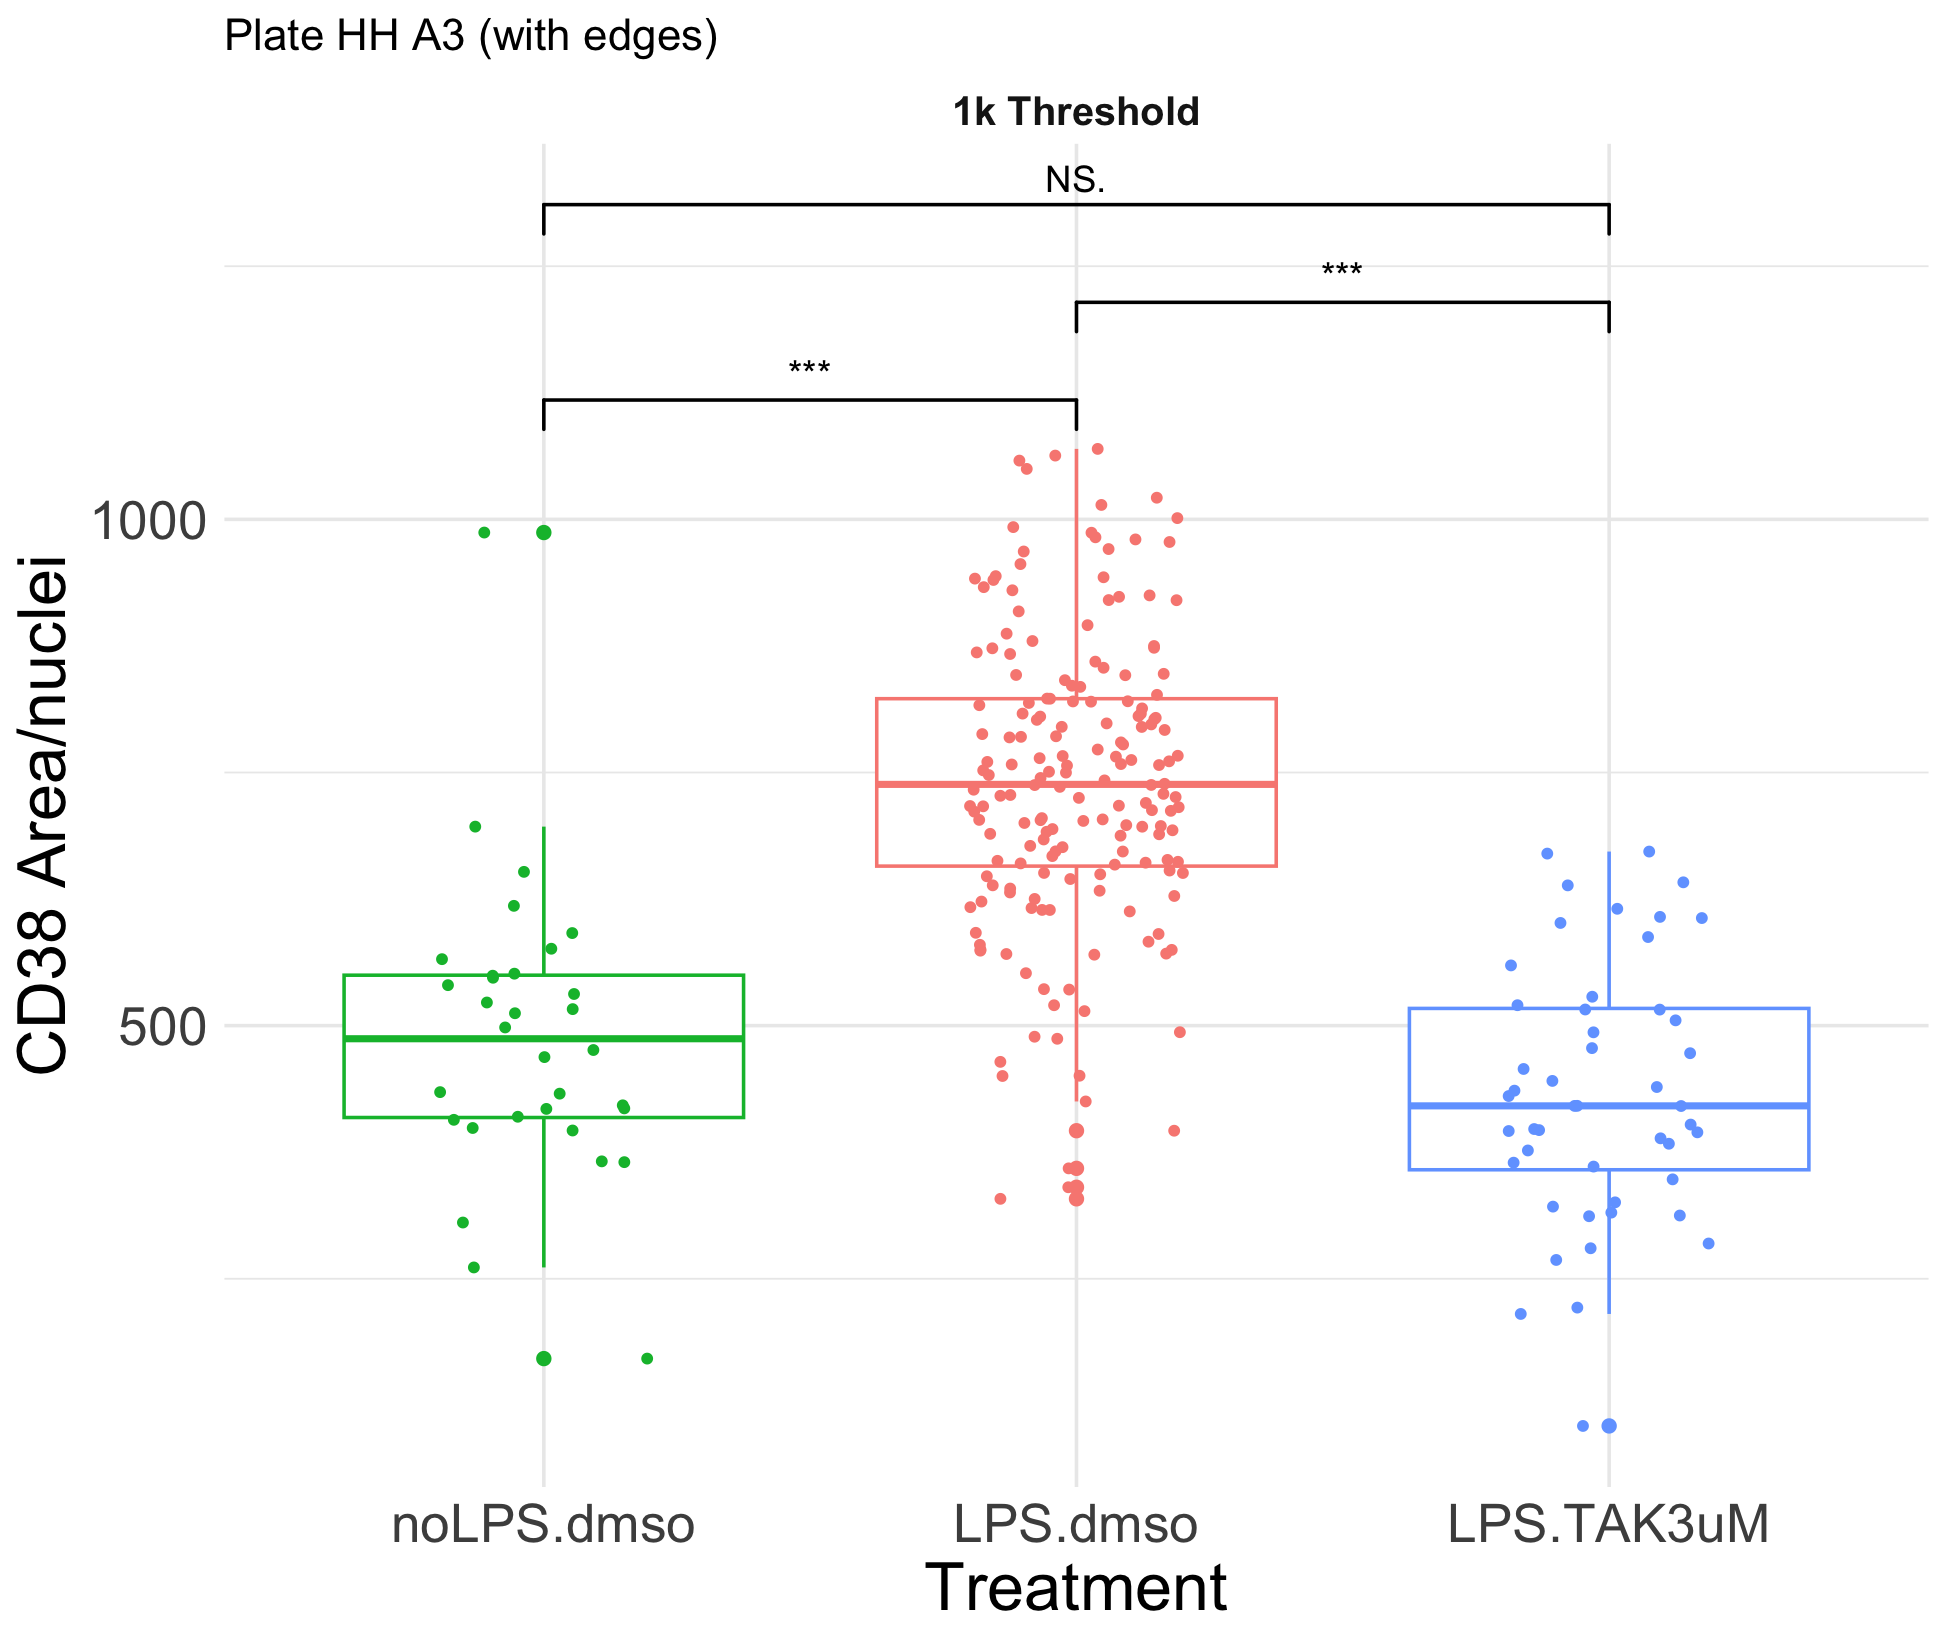 Plate HH A3 (with edges)
1k Threshold
NS.
***
***
1000
500
CD38 Area/nuclei
noLPS.dmso
LPS.dmso
LPS.TAK3uM
Treatment